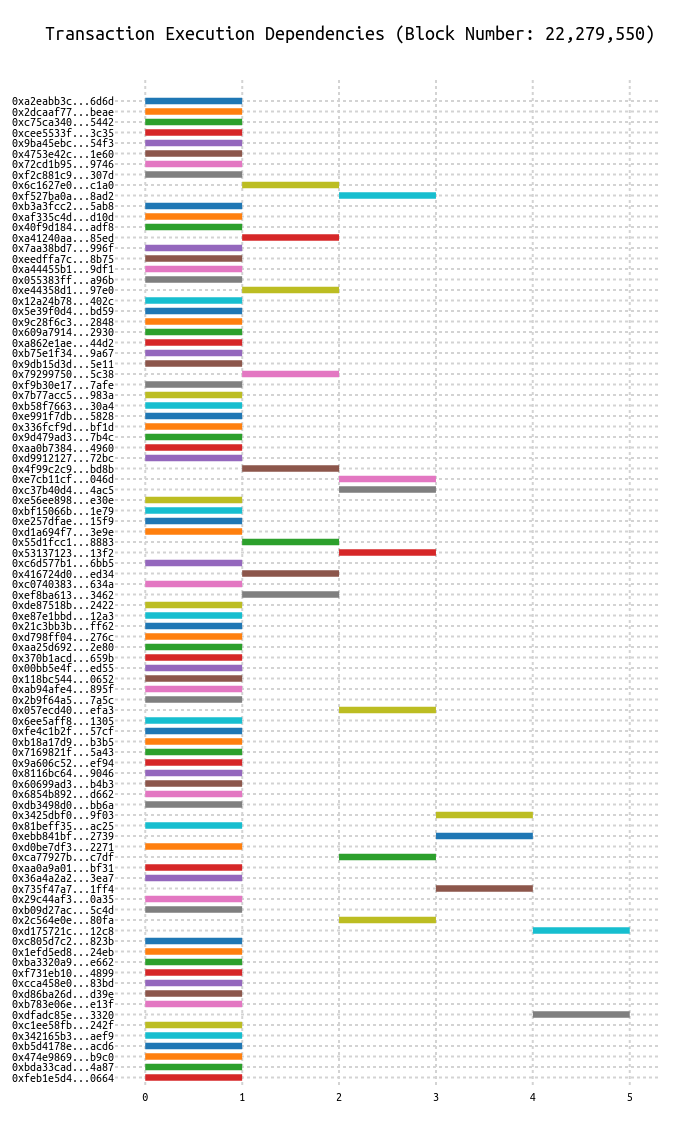 Transaction Execution Dependencies (Block Number: 22,279,550)
0xa2eabb3c...6d6d
0x2dcaaf77...beae
0xc75ca340...5442
0xcee5533f...3c35
0x9ba45ebc...54f3
0x4753e42c...1e60
0x72cd1b95...9746
0xf2c881c9...307d
0x6c1627e0...c1a0
0xf527ba0a...8ad2
0xb3a3fcc2...5ab8
0xaf335c4d...d10d
0x40f9d184...adf8
0xa41240aa...85ed
0x7aa38bd7...996f
0xeedffa7c...8b75
0xa44455b1...9df1
0x055383ff...a96b
0xe44358d1...97e0
0x12a24b78...402c
0x5e39f0d4...bd59
0x9c28f6c3...2848
0x609a7914...2930
0xa862e1ae...44d2
0xb75e1f34...9a67
0x9db15d3d...5e11
0x79299750...5c38
0xf9b30e17...7afe
0x7b77acc5...983a
0xb58f7663...30a4
0xe991f7db...5828
0x336fcf9d...bf1d
0x9d479ad3...7b4c
0xaa0b7384...4960
0xd9912127...72bc
0x4f99c2c9...bd8b
0xe7cb11cf...046d
0xc37b40d4...4ac5
0xe56ee898...e30e
0xbf15066b...1e79
0xe257dfae...15f9
0xd1a694f7...3e9e
0x55d1fcc1...8883
0x53137123...13f2
0xc6d577b1...6bb5
0x416724d0...ed34
0xc0740383...634a
0xef8ba613...3462
0xde87518b...2422
0xe87e1bbd...12a3
0x21c3bb3b...ff62
0xd798ff04...276c
0xaa25d692...2e80
0x370b1acd...659b
0x00bb5e4f...ed55
0x118bc544...0652
0xab94afe4...895f
0x2b9f64a5...7a5c
0x057ecd40...efa3
0x6ee5aff8...1305
0xfe4c1b2f...57cf
0xb18a17d9...b3b5
0x7169821f...5a43
0x9a606c52...ef94
0x8116bc64...9046
0x60699ad3...b4b3
0x6854b892...d662
0xdb3498d0...bb6a
0x3425dbf0...9f03
0x81beff35...ac25
0xebb841bf...2739
0xd0be7df3...2271
0xca77927b...c7df
0xaa0a9a01...bf31
0x36a4a2a2...3ea7
0x735f47a7...1ff4
0x29c44af3...0a35
0xb09d27ac...5c4d
0x2c564e0e...80fa
0xd175721c...12c8
0xc805d7c2...823b
0x1efd5ed8...24eb
0xba3320a9...e662
0xf731eb10...4899
0xcca458e0...83bd
0xd86ba26d...d39e
0xb783e06e...e13f
0xdfadc85e...3320
0xc1ee58fb...242f
0x342165b3...aef9
0xb5d4178e...acd6
0x474e9869...b9c0
0xbda33cad...4a87
0xfeb1e5d4...0664
0 1 2 3 4 5